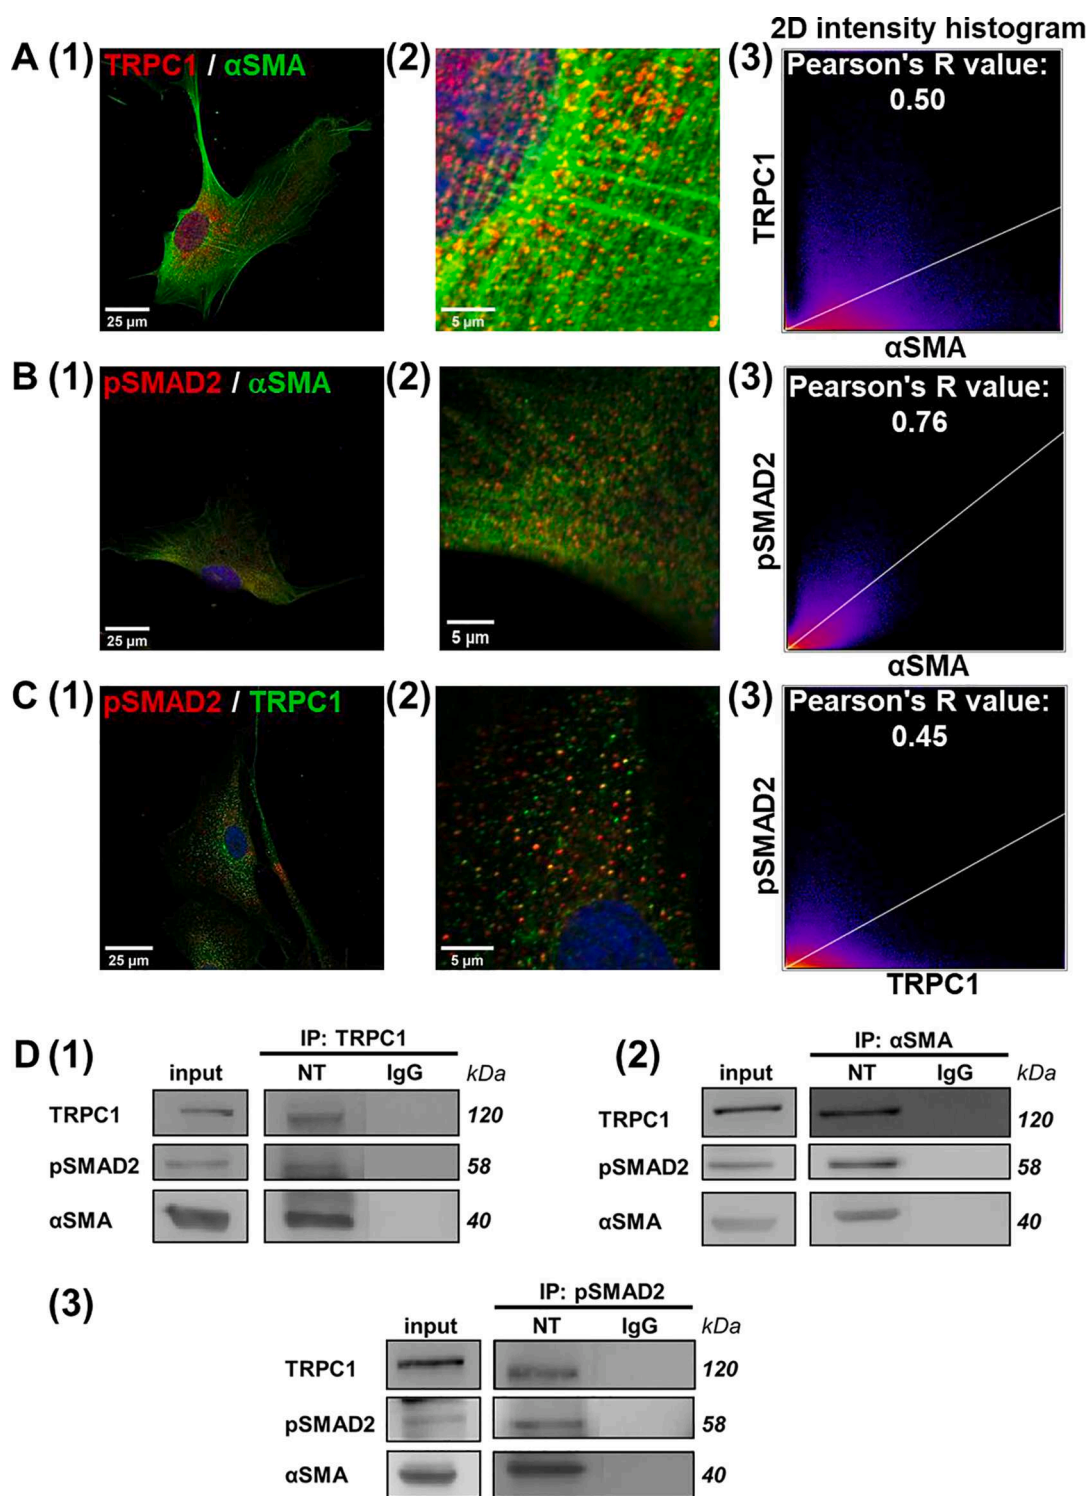 2D intensity histogram
A (1) TRPC1 / αSMA (2) (3) Pearson's R value:
0.50
TRPC1
25 µm 5 µm
αSMA
B (1) pSMAD2 / αSMA (2) (3) Pearson's R value:
0.76
pSMAD2
25 µm 5 µm
αSMA
C (1) pSMAD2 / TRPC1 (2) (3) Pearson's R value:
0.45
pSMAD2
25 µm 5 µm
TRPC1
D (1) IP: TRPC1
input NT IgG kDa
TRPC1 120
pSMAD2 58
αSMA 40
(2) IP: αSMA
input NT IgG kDa
TRPC1 120
pSMAD2 58
αSMA 40
(3) IP: pSMAD2
input NT IgG kDa
TRPC1 120
pSMAD2 58
αSMA 40